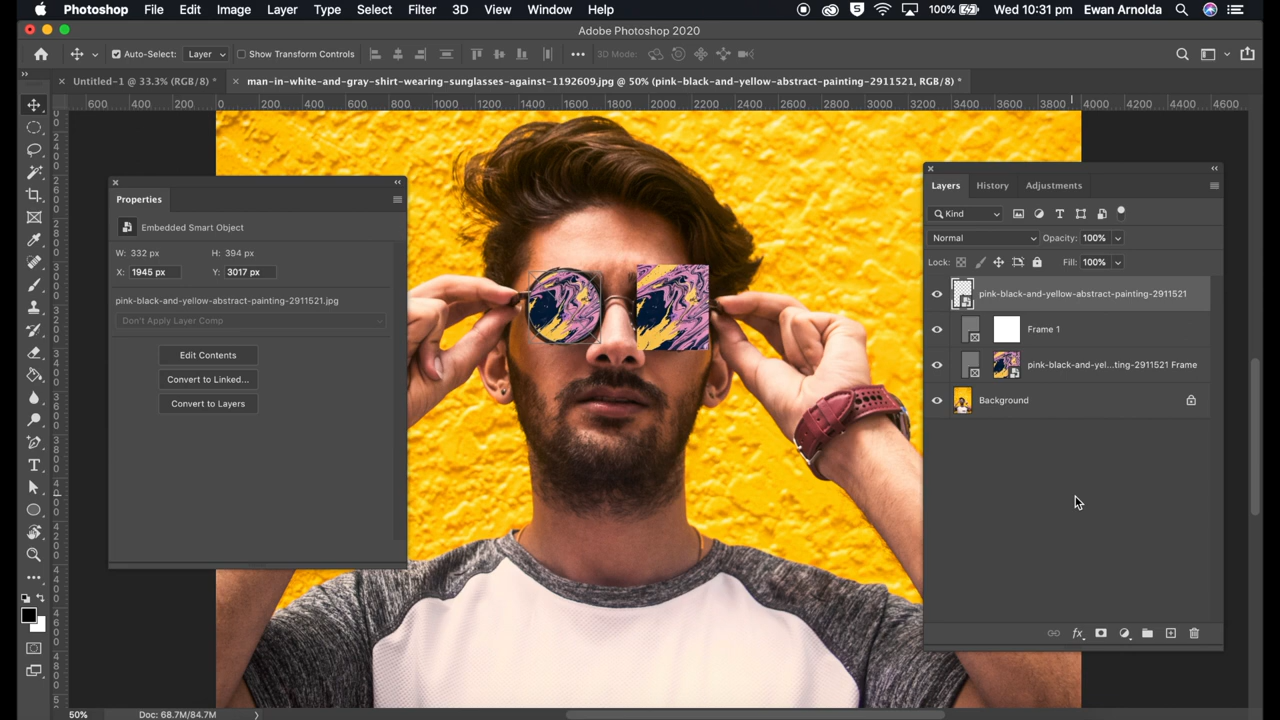 Photoshop File Edit Image Layer Type Select Filter 3D View Window Help 100% Wed 10:31 pm Ewan Arnolda
Adobe Photoshop 2020
Auto-Select: Layer Show Transform Controls 3D Mode:
Untitled-1 @ 33.3% (RGB/8) * man-in-white-and-gray-shirt-wearing-sunglasses-against-1192609.jpg @ 50% (pink-black-and-yellow-abstract-painting-2911521, RGB/8) *
600 400 200 0 200 400 600 800 1000 1200 1400 1600 1800 2000 2200 2400 2600 2800 3000 3200 3400 3600 3800 4000 4200 4400 4600
Properties
Embedded Smart Object
W: 332 px H: 394 px
X: 1945 px Y: 3017 px
pink-black-and-yellow-abstract-painting-2911521.jpg
Don't Apply Layer Comp
Edit Contents
Convert to Linked...
Convert to Layers
Layers History Adjustments
Kind
Normal Opacity: 100%
Lock: Fill: 100%
pink-black-and-yellow-abstract-painting-2911521
Frame 1
pink-black-and-yel...ting-2911521 Frame
Background
fx
50% Doc: 68.7M/84.7M